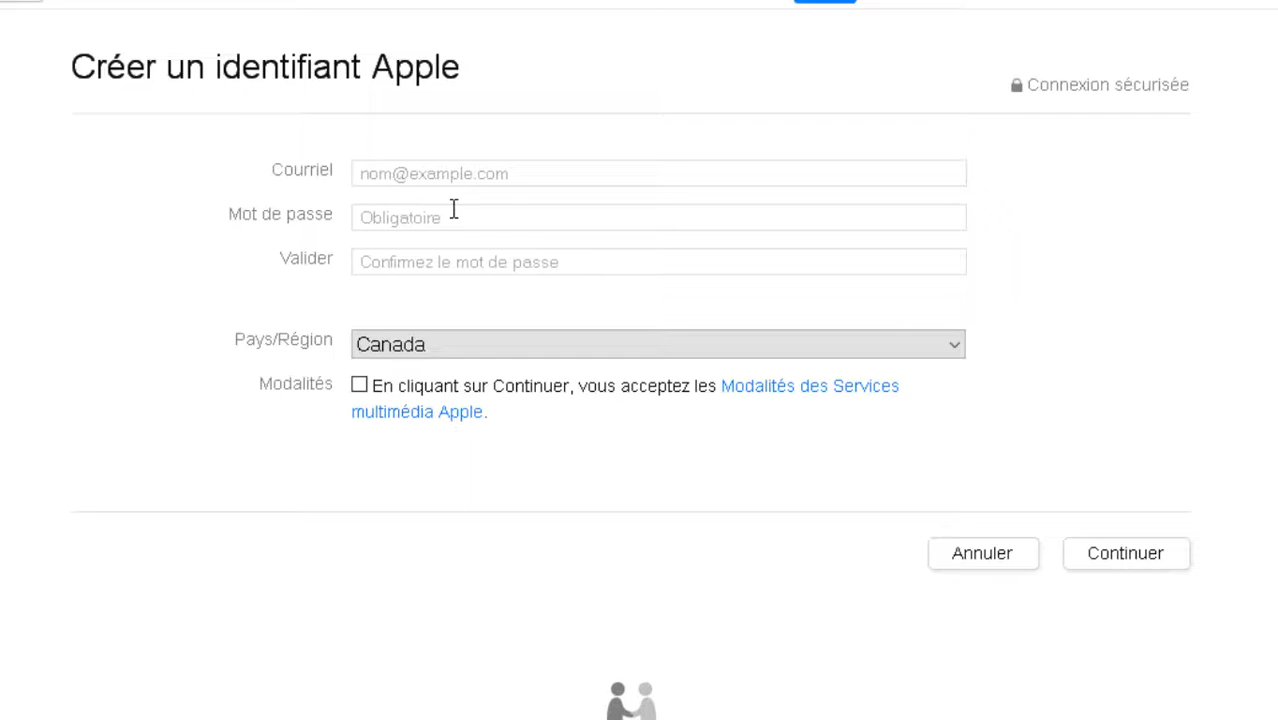 Créer un identifiant Apple
Connexion sécurisée
Courriel nom@example.com
Mot de passe Obligatoire
Valider Confirmez le mot de passe
Pays/Région Canada
Modalités En cliquant sur Continuer, vous acceptez les Modalités des Services
multimédia Apple.
Annuler Continuer